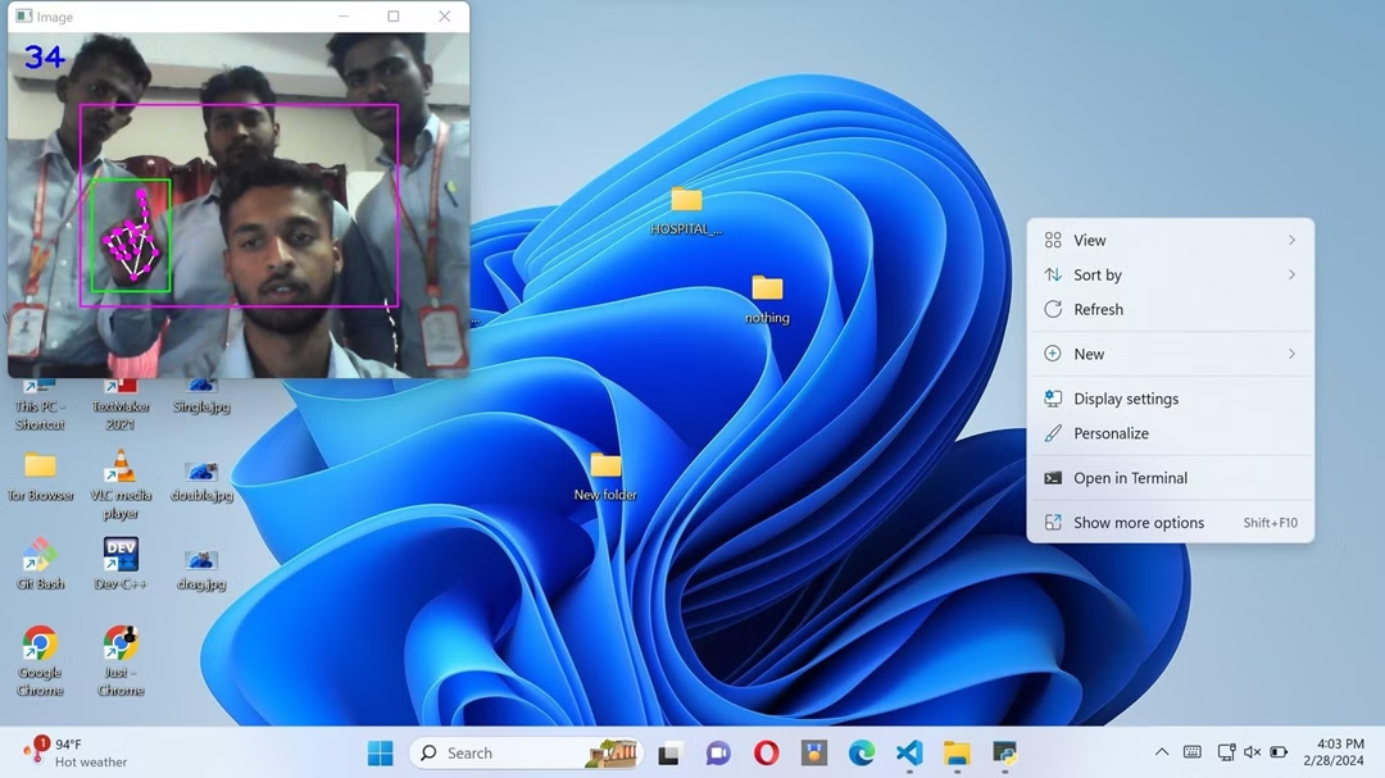 Image
34
HOSPITAL_...
nothing
New folder
This PC -
Shortcut
TextMaker
2021
Single.jpg
Tor Browser
VLC media
player
double.jpg
Git Bash
DEV
Dev-C++
drag.jpg
Google
Chrome
Just -
Chrome
View
Sort by
Refresh
New
Display settings
Personalize
Open in Terminal
Show more options Shift+F10
1
94°F
Hot weather
Search
4:03 PM
2/28/2024